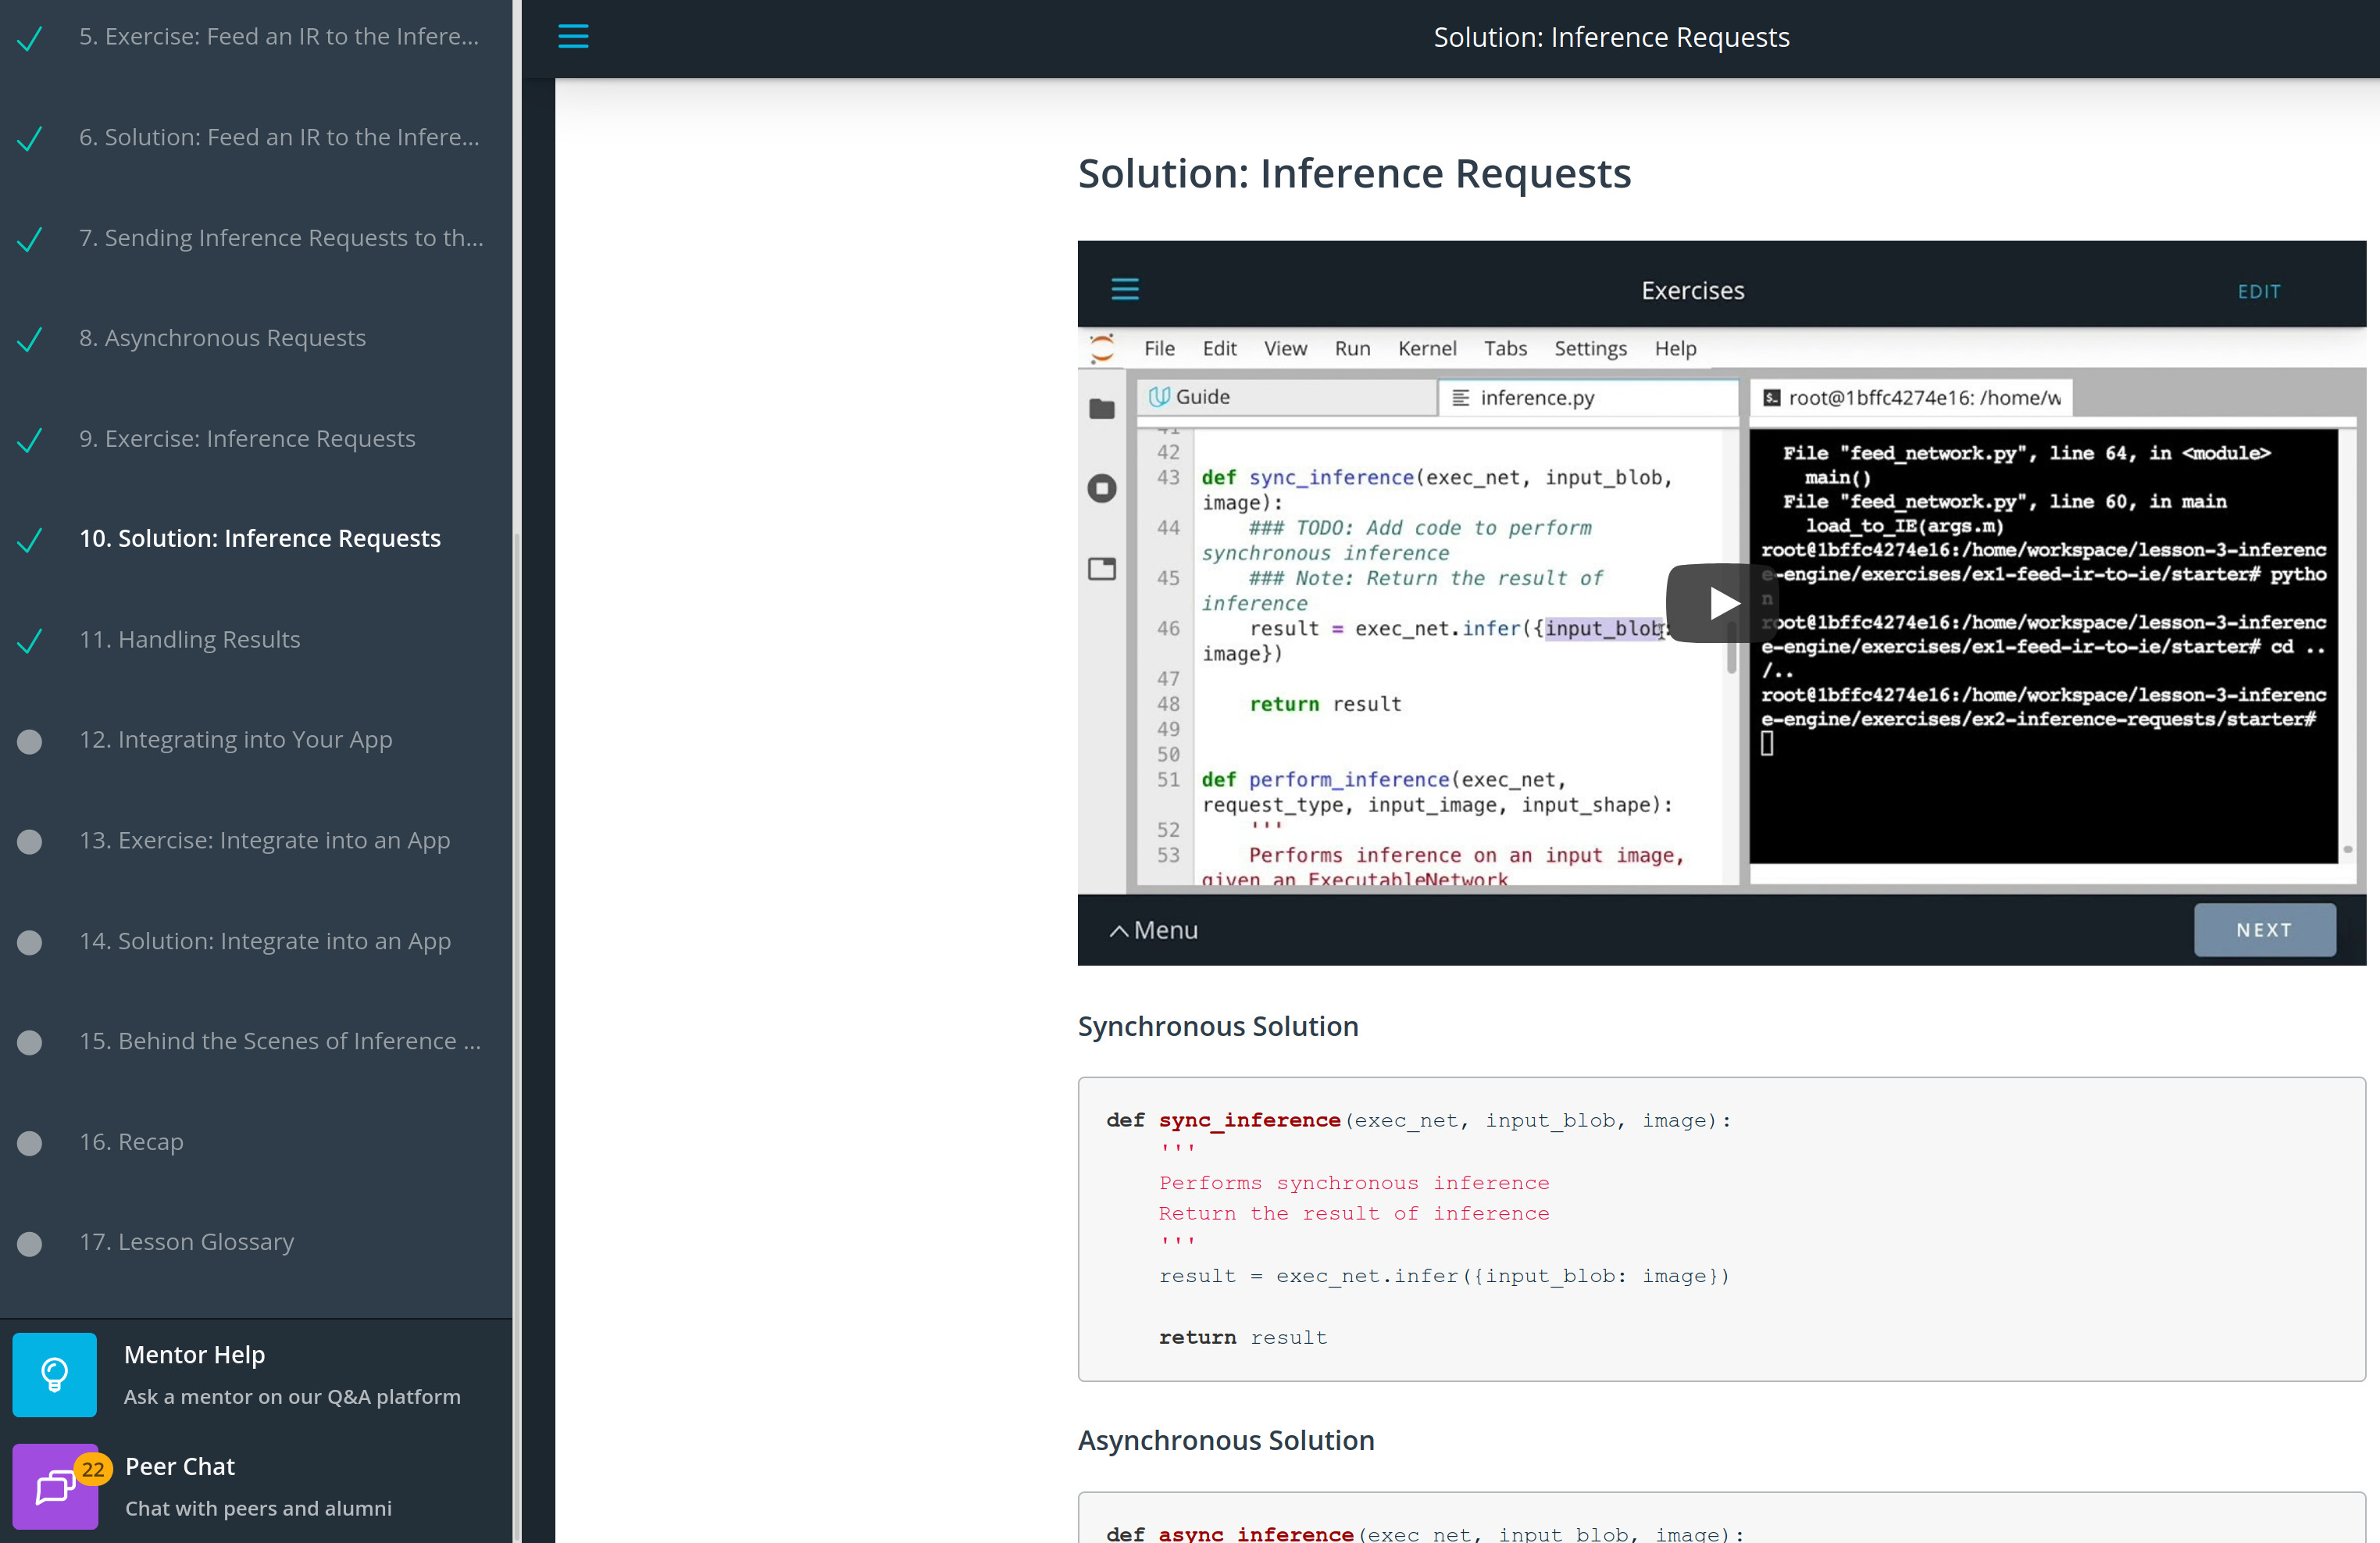 5. Exercise: Feed an IR to the Infere...
6. Solution: Feed an IR to the Infere...
7. Sending Inference Requests to th...
8. Asynchronous Requests
9. Exercise: Inference Requests
10. Solution: Inference Requests
11. Handling Results
12. Integrating into Your App
13. Exercise: Integrate into an App
14. Solution: Integrate into an App
15. Behind the Scenes of Inference ...
16. Recap
17. Lesson Glossary
Mentor Help
Ask a mentor on our Q&A platform
22
Peer Chat
Chat with peers and alumni
Solution: Inference Requests
Solution: Inference Requests
Exercises
EDIT
File Edit View Run Kernel Tabs Settings Help
Guide
inference.py
41
42
43 def sync_inference(exec_net, input_blob,
image):
44 ### TODO: Add code to perform
synchronous inference
45 ### Note: Return the result of
inference
46 result = exec_net.infer({input_blob:
image})
47
48 return result
49
50
51 def perform_inference(exec_net,
request_type, input_image, input_shape):
52 '''
53 Performs inference on an input image,
given an ExecutableNetwork
root@1bffc4274e16: /home/w
File "feed_network.py", line 64, in <module>
main()
File "feed_network.py", line 60, in main
load_to_IE(args.m)
root@1bffc4274e16:/home/workspace/lesson-3-inferenc
e-engine/exercises/ex1-feed-ir-to-ie/starter# pytho
n
root@1bffc4274e16:/home/workspace/lesson-3-inferenc
e-engine/exercises/ex1-feed-ir-to-ie/starter# cd ..
/..
root@1bffc4274e16:/home/workspace/lesson-3-inferenc
e-engine/exercises/ex2-inference-requests/starter#
Menu
NEXT
Synchronous Solution
def sync_inference(exec_net, input_blob, image):
'''
Performs synchronous inference
Return the result of inference
'''
result = exec_net.infer({input_blob: image})
return result
Asynchronous Solution
def async_inference(exec_net, input_blob, image):